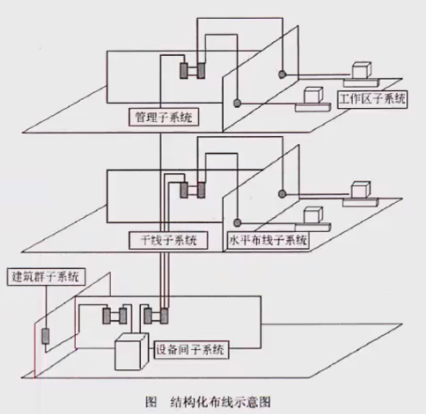 工作区子系统
管理子系统
干线子系统
水平布线子系统
建筑群子系统
设备间子系统
图 结构化布线示意图